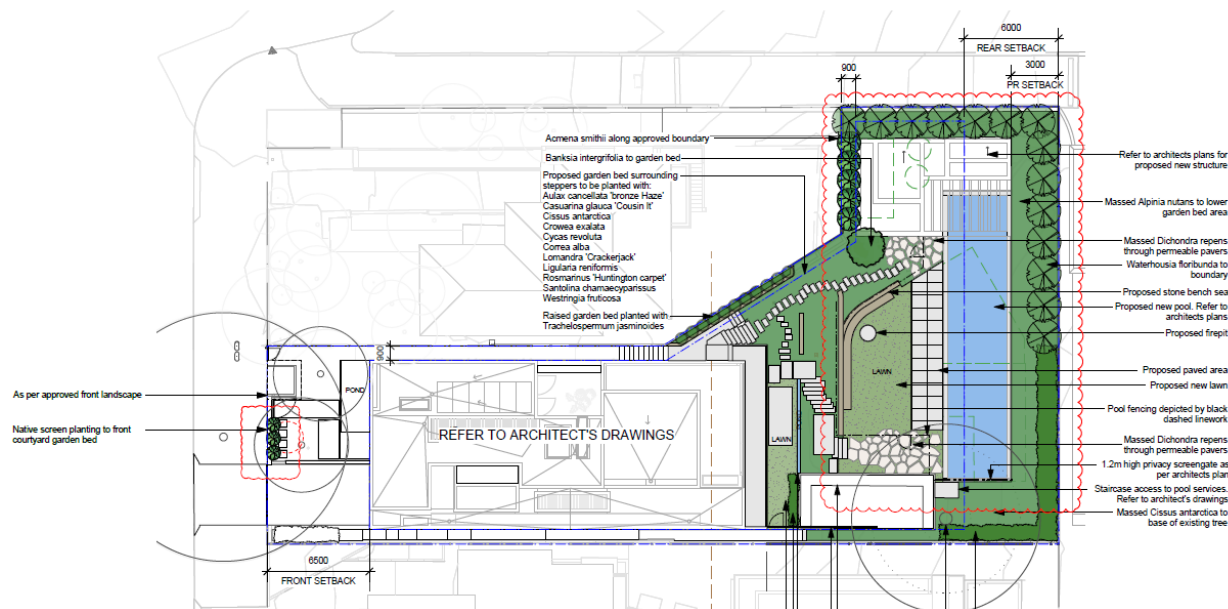 6000
REAR SETBACK
900
3000
PR SETBACK
Acmena smithii along approved boundary
Banksia intergrifolia to garden bed
Proposed garden bed surrounding
steppers to be planted with:
Aulax cancellata 'bronze Haze'
Casuarina glauca 'Cousin It'
Cissus antarctica
Crowea exalata
Cycas revoluta
Correa alba
Lomandra 'Crackerjack'
Ligularia reniformis
Rosmarinus 'Huntington carpet'
Santolina chamaecyparissus
Westringia fruticosa
Raised garden bed planted with
Trachelospermum jasminoides
Refer to architects plans for
proposed new structure
Massed Alpinia nutans to lower
garden bed area
Massed Dichondra repens
through permeable pavers
Waterhousia floribunda to
boundary
Proposed stone bench sea
Proposed new pool. Refer to
architects plans
Proposed firepit
Proposed paved area
Proposed new lawn
Pool fencing depicted by black
dashed linework
Massed Dichondra repens
through permeable pavers
1.2m high privacy screengate as
per architects plan
Staircase access to pool services.
Refer to architect's drawings
Massed Cissus antarctica to
base of existing tree
As per approved front landscape
Native screen planting to front
courtyard garden bed
900
POND
REFER TO ARCHITECT'S DRAWINGS
LAWN
LAWN
6500
FRONT SETBACK